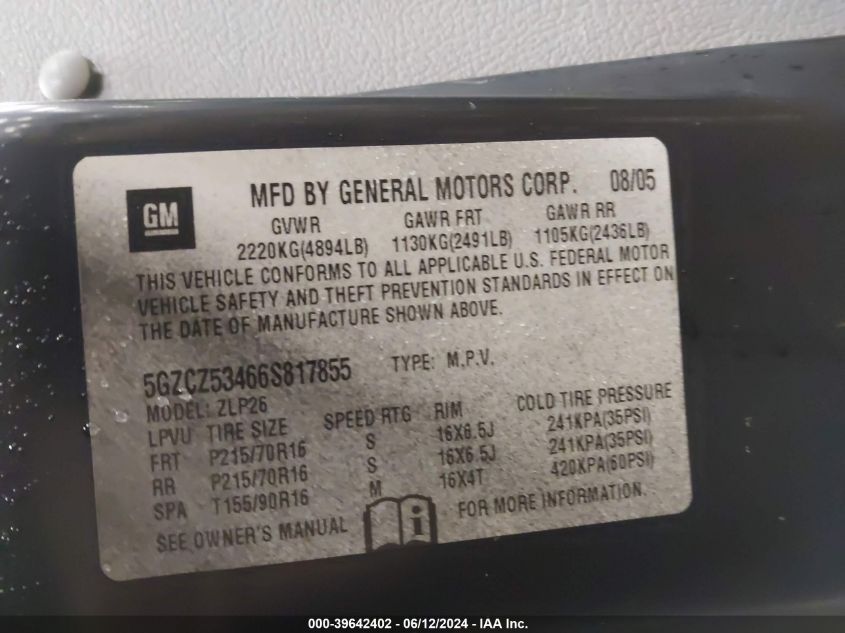 GM
MFD BY GENERAL MOTORS CORP. 08/05
GVWR GAWR FRT GAWR RR
2220KG(4894LB) 1130KG(2491LB) 1105KG(2436LB)
THIS VEHICLE CONFORMS TO ALL APPLICABLE U.S. FEDERAL MOTOR
VEHICLE SAFETY AND THEFT PREVENTION STANDARDS IN EFFECT ON
THE DATE OF MANUFACTURE SHOWN ABOVE.
5GZCZ53466S817855 TYPE: M.P.V.
MODEL: ZLP26
LPVU TIRE SIZE SPEED RTG RIM COLD TIRE PRESSURE
FRT P215/70R16 S 16X6.5J 241KPA(35PSI)
RR P215/70R16 S 16X6.5J 241KPA(35PSI)
SPA T155/90R16 M 16X4T 420KPA(60PSI)
SEE OWNER'S MANUAL i FOR MORE INFORMATION.
000-39642402 - 06/12/2024 - IAA Inc.